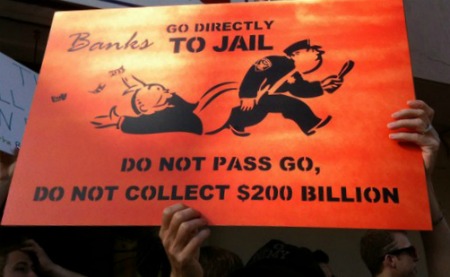 GO DIRECTLY
Banks TO JAIL
DO NOT PASS GO,
DO NOT COLLECT $200 BILLION